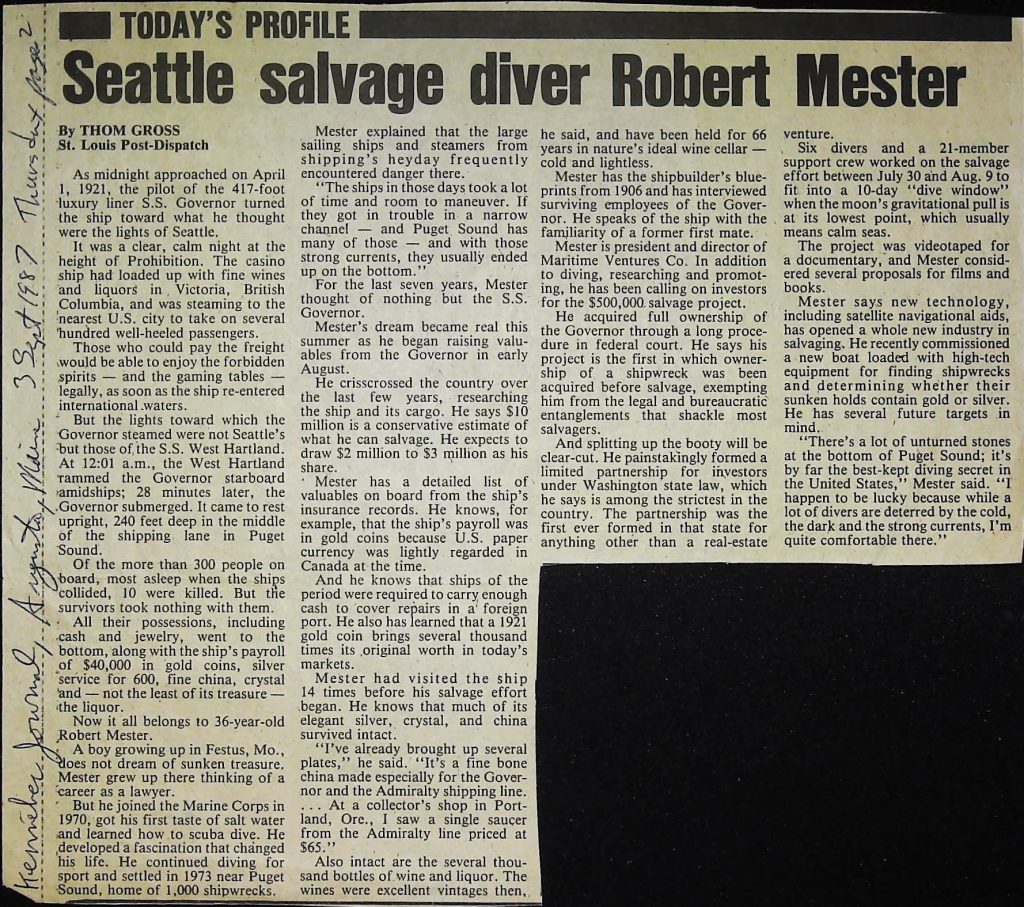 TODAY'S PROFILE
Seattle salvage diver Robert Mester
Kennebec Journal, Augusta, Maine 3 Sept 1987 Thursday page 2
By THOM GROSS
St. Louis Post-Dispatch
As midnight approached on April
1, 1921, the pilot of the 417-foot
luxury liner S.S. Governor turned
the ship toward what he thought
were the lights of Seattle.
It was a clear, calm night at the
height of Prohibition. The casino
ship had loaded up with fine wines
and liquors in Victoria, British
Columbia, and was steaming to the
nearest U.S. city to take on several
hundred well-heeled passengers.
Those who could pay the freight
would be able to enjoy the forbidden
spirits — and the gaming tables —
legally, as soon as the ship re-entered
international waters.
But the lights toward which the
Governor steamed were not Seattle's
but those of the S.S. West Hartland.
At 12:01 a.m., the West Hartland
rammed the Governor starboard
amidships; 28 minutes later, the
Governor submerged. It came to rest
upright, 240 feet deep in the middle
of the shipping lane in Puget
Sound.
Of the more than 300 people on
board, most asleep when the ships
collided, 10 were killed. But the
survivors took nothing with them.
All their possessions, including
cash and jewelry, went to the
bottom, along with the ship's payroll
of $40,000 in gold coins, silver
service for 600, fine china, crystal
and — not the least of its treasure —
the liquor.
Now it all belongs to 36-year-old
Robert Mester.
A boy growing up in Festus, Mo.,
does not dream of sunken treasure.
Mester grew up there thinking of a
career as a lawyer.
But he joined the Marine Corps in
1970, got his first taste of salt water
and learned how to scuba dive. He
developed a fascination that changed
his life. He continued diving for
sport and settled in 1973 near Puget
Sound, home of 1,000 shipwrecks.
Mester explained that the large
sailing ships and steamers from
shipping's heyday frequently
encountered danger there.
"The ships in those days took a lot
of time and room to maneuver. If
they got in trouble in a narrow
channel — and Puget Sound has
many of those — and with those
strong currents, they usually ended
up on the bottom."
For the last seven years, Mester
thought of nothing but the S.S.
Governor.
Mester's dream became real this
summer as he began raising valu-
ables from the Governor in early
August.
He crisscrossed the country over
the last few years, researching
the ship and its cargo. He says $10
million is a conservative estimate of
what he can salvage. He expects to
draw $2 million to $3 million as his
share.
Mester has a detailed list of
valuables on board from the ship's
insurance records. He knows, for
example, that the ship's payroll was
in gold coins because U.S. paper
currency was lightly regarded in
Canada at the time.
And he knows that ships of the
period were required to carry enough
cash to cover repairs in a foreign
port. He also has learned that a 1921
gold coin brings several thousand
times its original worth in today's
markets.
Mester had visited the ship
14 times before his salvage effort
began. He knows that much of its
elegant silver, crystal, and china
survived intact.
"I've already brought up several
plates," he said. "It's a fine bone
china made especially for the Gover-
nor and the Admiralty shipping line.
. . . At a collector's shop in Port-
land, Ore., I saw a single saucer
from the Admiralty line priced at
$65."
Also intact are the several thou-
sand bottles of wine and liquor. The
wines were excellent vintages then,
he said, and have been held for 66
years in nature's ideal wine cellar —
cold and lightless.
Mester has the shipbuilder's blue-
prints from 1906 and has interviewed
surviving employees of the Gover-
nor. He speaks of the ship with the
familiarity of a former first mate.
Mester is president and director of
Maritime Ventures Co. In addition
to diving, researching and promot-
ing, he has been calling on investors
for the $500,000 salvage project.
He acquired full ownership of
the Governor through a long proce-
dure in federal court. He says his
project is the first in which owner-
ship of a shipwreck was been
acquired before salvage, exempting
him from the legal and bureaucratic
entanglements that shackle most
salvagers.
And splitting up the booty will be
clear-cut. He painstakingly formed a
limited partnership for investors
under Washington state law, which
he says is among the strictest in the
country. The partnership was the
first ever formed in that state for
anything other than a real-estate
venture.
Six divers and a 21-member
support crew worked on the salvage
effort between July 30 and Aug. 9 to
fit into a 10-day "dive window"
when the moon's gravitational pull is
at its lowest point, which usually
means calm seas.
The project was videotaped for
a documentary, and Mester consid-
ered several proposals for films and
books.
Mester says new technology,
including satellite navigational aids,
has opened a whole new industry in
salvaging. He recently commissioned
a new boat loaded with high-tech
equipment for finding shipwrecks
and determining whether their
sunken holds contain gold or silver.
He has several future targets in
mind.
"There's a lot of unturned stones
at the bottom of Puget Sound; it's
by far the best-kept diving secret in
the United States," Mester said. "I
happen to be lucky because while a
lot of divers are deterred by the cold,
the dark and the strong currents, I'm
quite comfortable there."